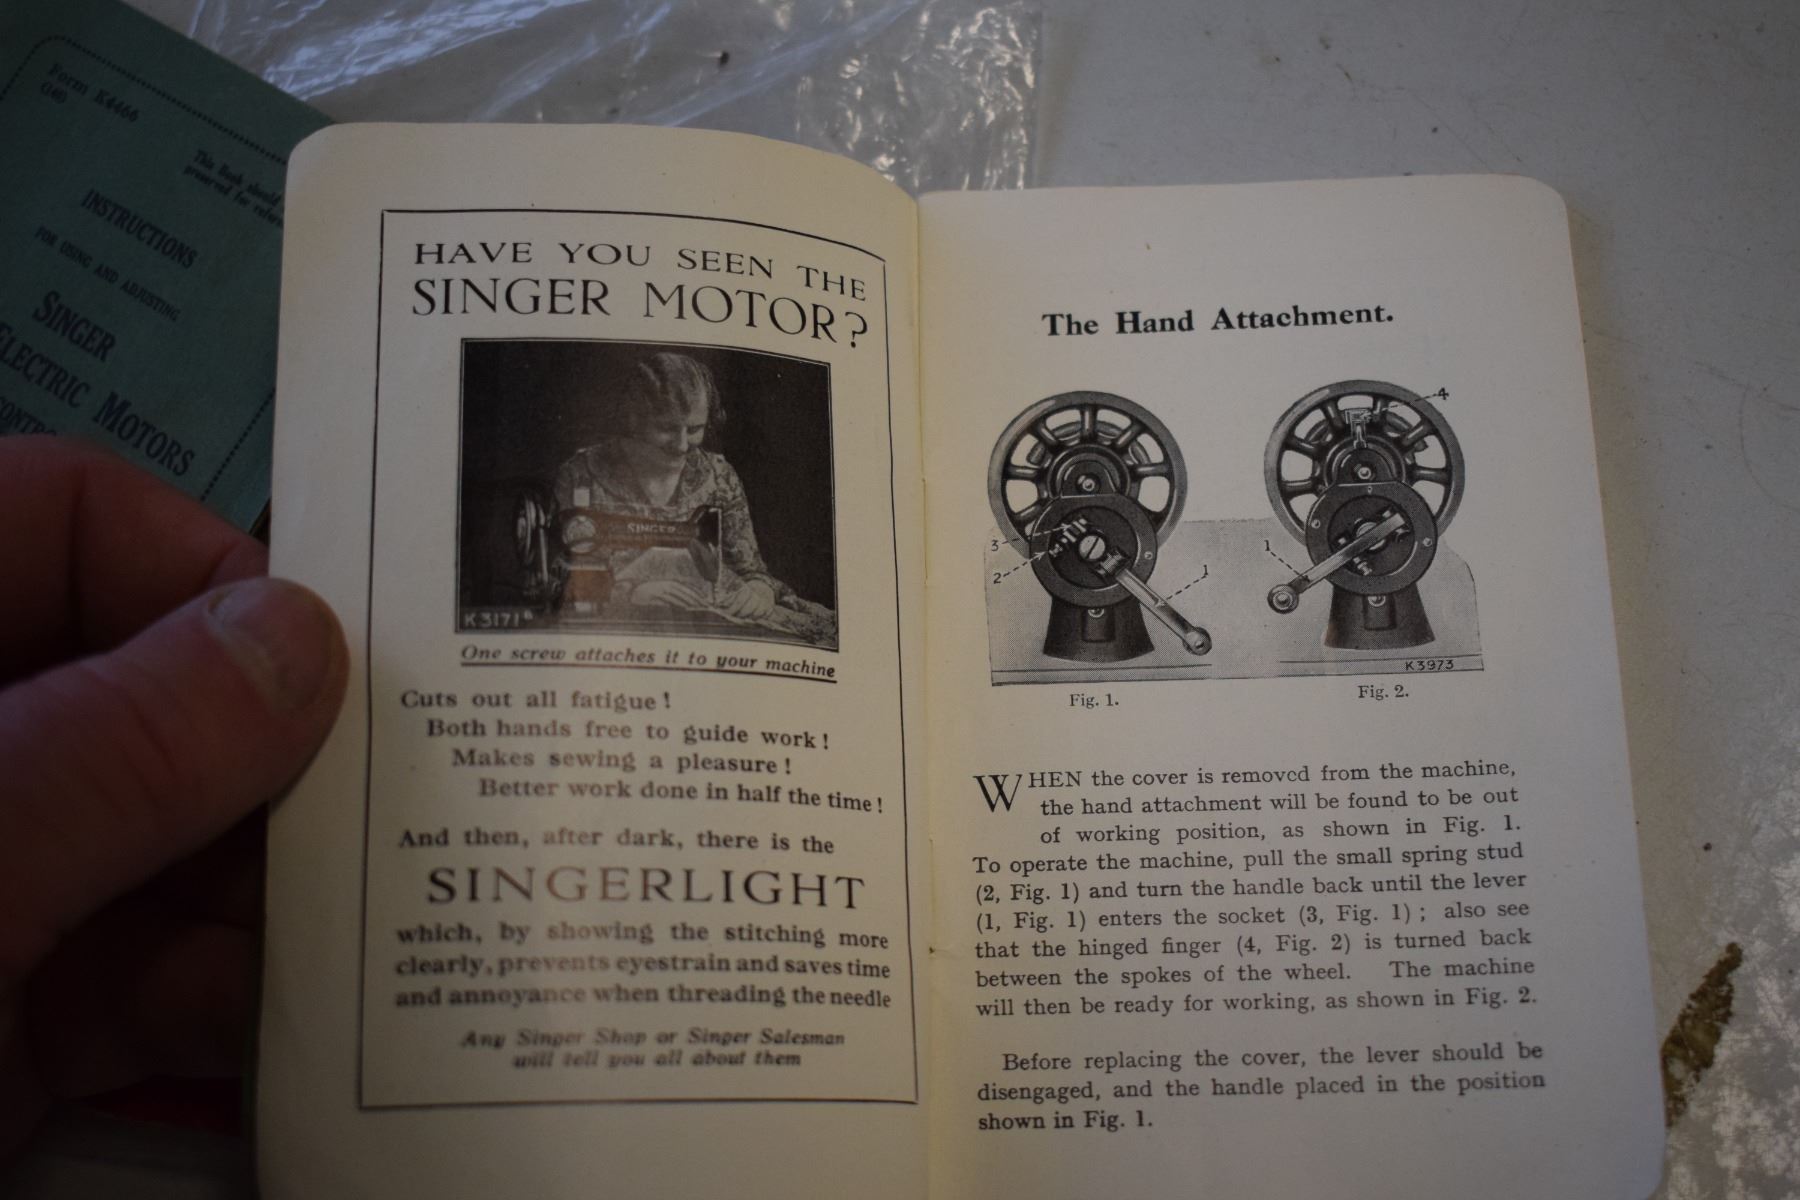 Form K4466
(148)
This Book should
preserved for refere
INSTRUCTIONS
FOR USING AND ADJUSTING
SINGER
ELECTRIC MOTORS
CONTRO
HAVE YOU SEEN THE
SINGER MOTOR?
SINGER
K3171B
One screw attaches it to your machine
Cuts out all fatigue !
Both hands free to guide work !
Makes sewing a pleasure !
Better work done in half the time !
And then, after dark, there is the
SINGERLIGHT
which, by showing the stitching more
clearly, prevents eyestrain and saves time
and annoyance when threading the needle
Any Singer Shop or Singer Salesman
will tell you all about them
The Hand Attachment.
4
3
2
1
1
K3973
Fig. 1.
Fig. 2.
WHEN the cover is removed from the machine,
the hand attachment will be found to be out
of working position, as shown in Fig. 1.
To operate the machine, pull the small spring stud
(2, Fig. 1) and turn the handle back until the lever
(1, Fig. 1) enters the socket (3, Fig. 1) ; also see
that the hinged finger (4, Fig. 2) is turned back
between the spokes of the wheel. The machine
will then be ready for working, as shown in Fig. 2.
Before replacing the cover, the lever should be
disengaged, and the handle placed in the position
shown in Fig. 1.